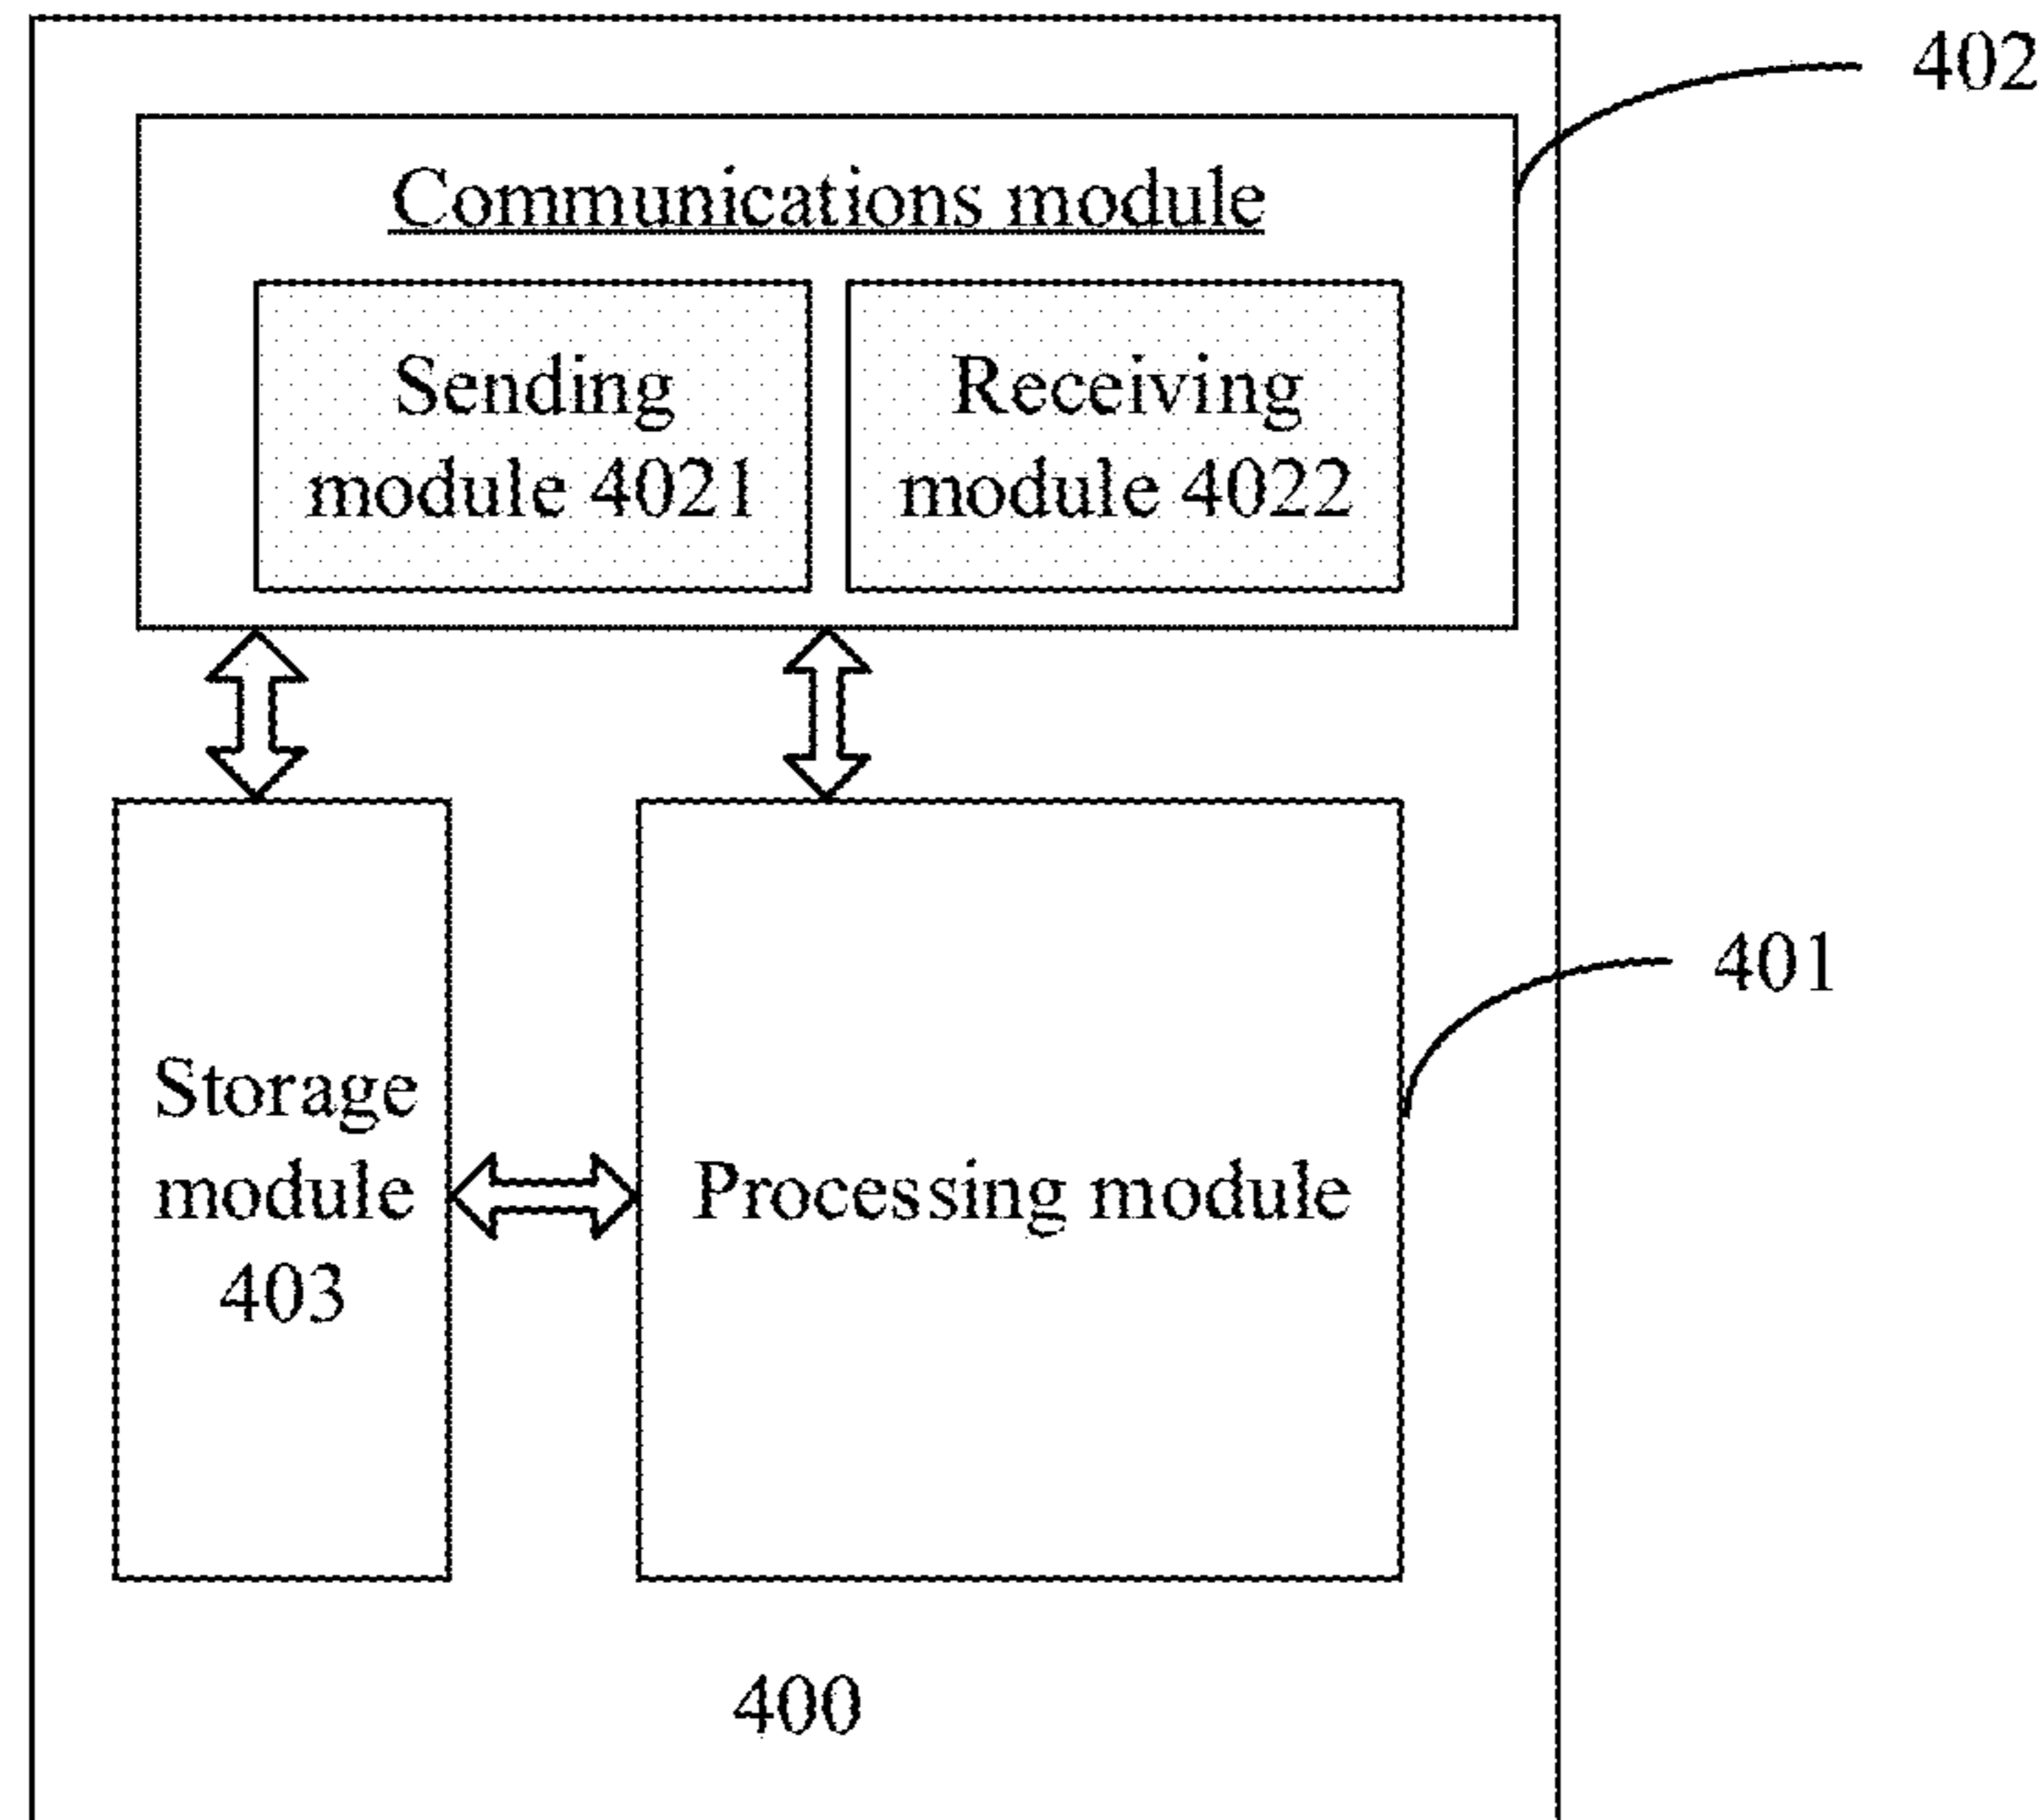 402
Communications module
Sending
module 4021
Receiving
module 4022
401
Storage
module
403
Processing module
400